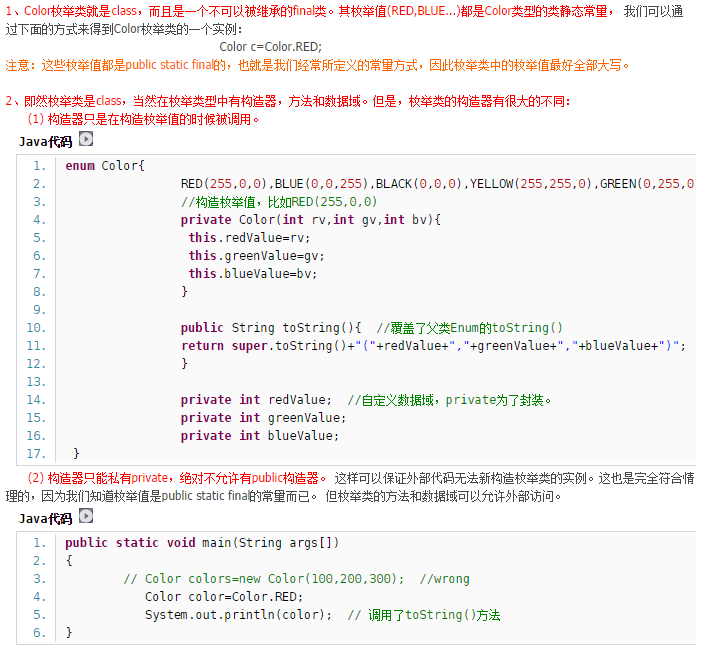 1、Color枚举类就是class，而且是一个不可以被继承的final类。其枚举值(RED,BLUE...)都是Color类型的类静态常量， 我们可以通
过下面的方式来得到Color枚举类的一个实例：
Color c=Color.RED;
注意：这些枚举值都是public static final的，也就是我们经常所定义的常量方式，因此枚举类中的枚举值最好全部大写。
2、即然枚举类是class，当然在枚举类型中有构造器，方法和数据域。但是，枚举类的构造器有很大的不同：
(1) 构造器只是在构造枚举值的时候被调用。
Java代码
1. enum Color{
2. RED(255,0,0),BLUE(0,0,255),BLACK(0,0,0),YELLOW(255,255,0),GREEN(0,255,0
3. //构造枚举值，比如RED(255,0,0)
4. private Color(int rv,int gv,int bv){
5. this.redValue=rv;
6. this.greenValue=gv;
7. this.blueValue=bv;
8. }
9.
10. public String toString(){ //覆盖了父类Enum的toString()
11. return super.toString()+"("+redValue+","+greenValue+","+blueValue+")";
12. }
13.
14. private int redValue; //自定义数据域，private为了封装。
15. private int greenValue;
16. private int blueValue;
17. }
(2) 构造器只能私有private，绝对不允许有public构造器。 这样可以保证外部代码无法新构造枚举类的实例。这也是完全符合情
理的，因为我们知道枚举值是public static final的常量而已。 但枚举类的方法和数据域可以允许外部访问。
Java代码
1. public static void main(String args[])
2. {
3. // Color colors=new Color(100,200,300); //wrong
4. Color color=Color.RED;
5. System.out.println(color); // 调用了toString()方法
6. }